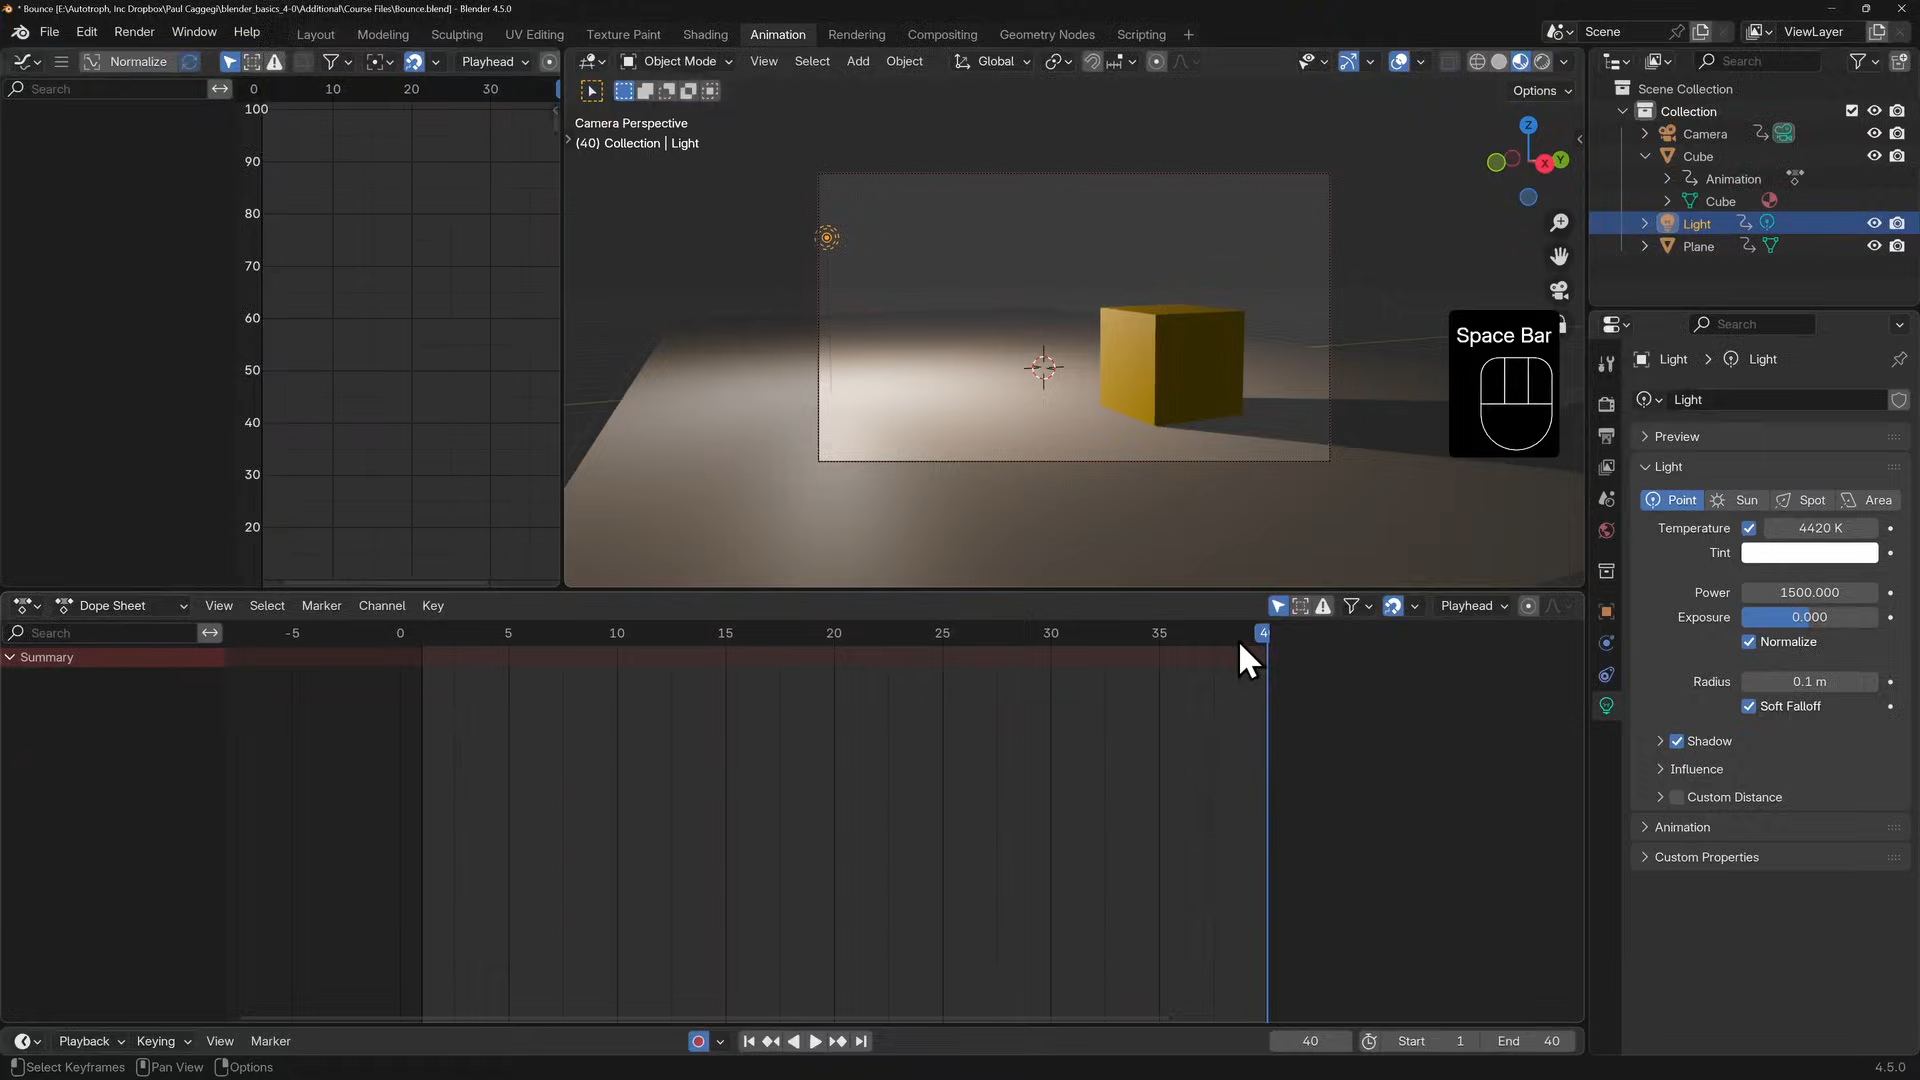 * Bounce [E:\Autotroph, Inc Dropbox\Paul Caggegi\blender_basics_4-0\Additional\Course Files\Bounce.blend] - Blender 4.5.0
File Edit Render Window Help Layout Modeling Sculpting UV Editing Texture Paint Shading Animation Rendering Compositing Geometry Nodes Scripting + Scene ViewLayer
Normalize Playhead Object Mode View Select Add Object Global Search
Search 0 10 20 30 Options
100
90
80
70
60
50
40
30
20
Camera Perspective
(40) Collection | Light
Z
X
Y
Space Bar
Scene Collection
Collection
Camera
Cube
Animation
Cube
Light
Plane
Search
Light > Light
Light
Preview
Light
Point Sun Spot Area
Temperature 4420 K
Tint
Power 1500.000
Exposure 0.000
Normalize
Radius 0.1 m
Soft Falloff
Shadow
Influence
Custom Distance
Animation
Custom Properties
Dope Sheet View Select Marker Channel Key Playhead
Search -5 0 5 10 15 20 25 30 35
Summary
Playback Keying View Marker 40 Start 1 End 40
Select Keyframes Pan View Options 4.5.0